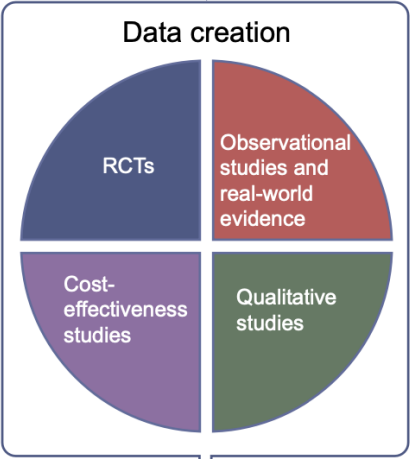 Data creation
RCTs
Observational
studies and
real-world
evidence
Cost-
effectiveness
studies
Qualitative
studies